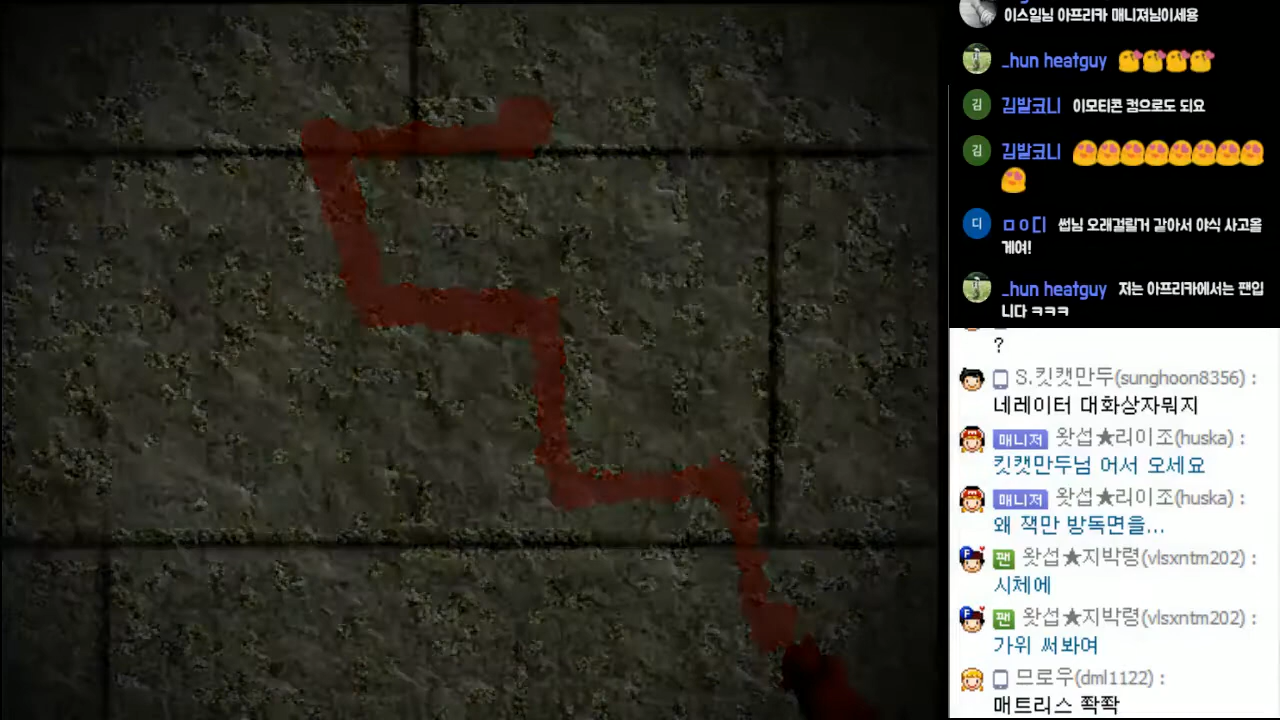 이스일님 아프리카 매니져님이세용
_hun heatguy
김 김발코니 이모티콘 컴으로도 되요
김 김발코니
디 ㅁㅇ디 썹님 오래걸릴거 같아서 야식 사고올
게여!
_hun heatguy 저는 아프리카에서는 팬입
니다 ㅋㅋㅋ
?
S.킷캣만두(sunghoon8356) :
네레이터 대화상자뭐지
매니저 왓섭★리이조(huska) :
킷캣만두님 어서 오세요
매니저 왓섭★리이조(huska) :
왜 잭만 방독면을...
팬 왓섭★지박령(vlsxntm202) :
시체에
팬 왓섭★지박령(vlsxntm202) :
가위 써봐여
므로우(dml1122) :
매트리스 쫙쫙